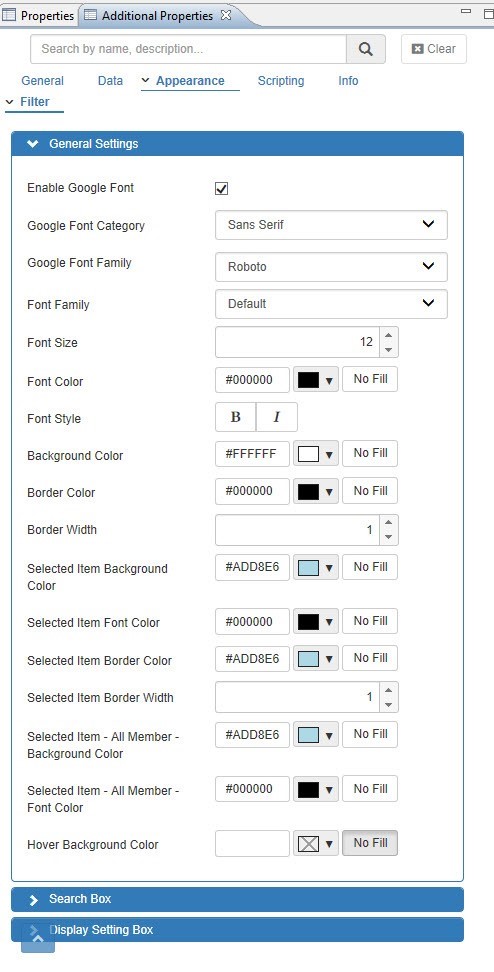 Properties Additional Properties
Search by name, description... Clear
General Data Appearance Scripting Info
Filter
General Settings
Enable Google Font
Google Font Category Sans Serif
Google Font Family Roboto
Font Family Default
Font Size 12
Font Color #000000 No Fill
Font Style B I
Background Color #FFFFFF No Fill
Border Color #000000 No Fill
Border Width 1
Selected Item Background #ADD8E6 No Fill
Color
Selected Item Font Color #000000 No Fill
Selected Item Border Color #ADD8E6 No Fill
Selected Item Border Width 1
Selected Item - All Member - #ADD8E6 No Fill
Background Color
Selected Item - All Member - #000000 No Fill
Font Color
Hover Background Color No Fill
Search Box
Display Setting Box